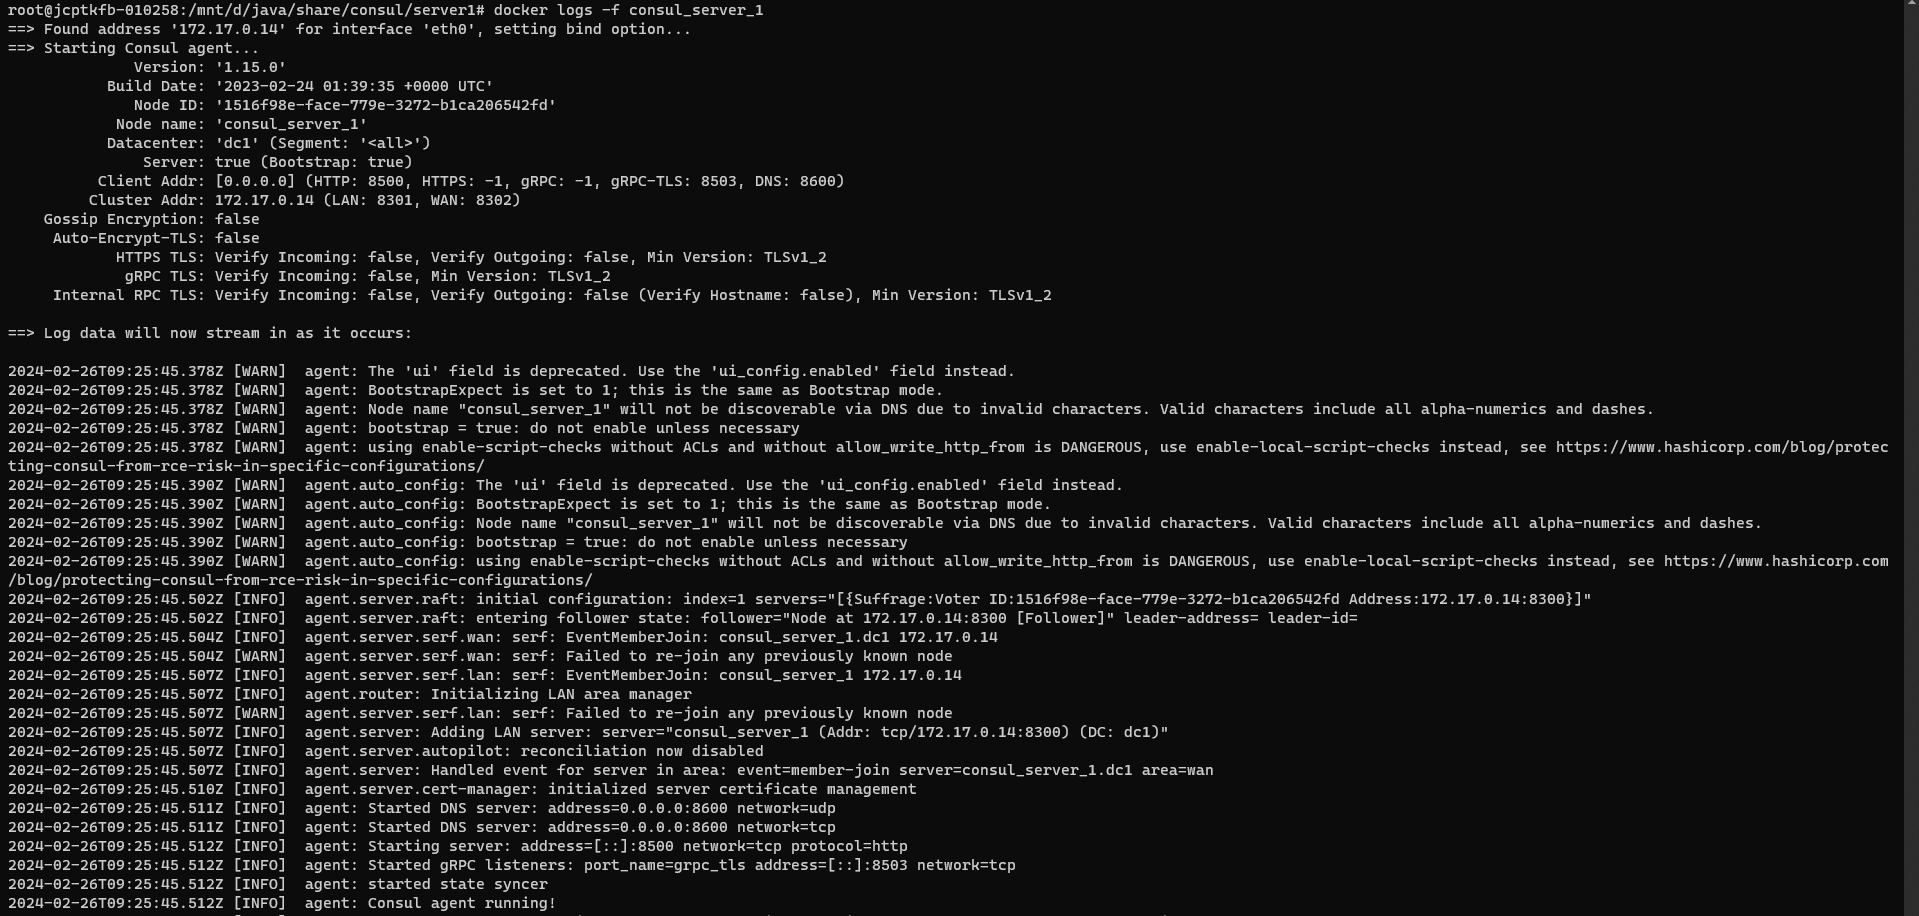 root@jcptkfb-010258:/mnt/d/java/share/consul/server1# docker logs -f consul_server_1
==> Found address '172.17.0.14' for interface 'eth0', setting bind option...
==> Starting Consul agent...
              Version: '1.15.0'
           Build Date: '2023-02-24 01:39:35 +0000 UTC'
              Node ID: '1516f98e-face-779e-3272-b1ca206542fd'
            Node name: 'consul_server_1'
           Datacenter: 'dc1' (Segment: '<all>')
               Server: true (Bootstrap: true)
          Client Addr: [0.0.0.0] (HTTP: 8500, HTTPS: -1, gRPC: -1, gRPC-TLS: 8503, DNS: 8600)
         Cluster Addr: 172.17.0.14 (LAN: 8301, WAN: 8302)
    Gossip Encryption: false
     Auto-Encrypt-TLS: false
            HTTPS TLS: Verify Incoming: false, Verify Outgoing: false, Min Version: TLSv1_2
             gRPC TLS: Verify Incoming: false, Min Version: TLSv1_2
     Internal RPC TLS: Verify Incoming: false, Verify Outgoing: false (Verify Hostname: false), Min Version: TLSv1_2
==> Log data will now stream in as it occurs:
2024-02-26T09:25:45.378Z [WARN]  agent: The 'ui' field is deprecated. Use the 'ui_config.enabled' field instead.
2024-02-26T09:25:45.378Z [WARN]  agent: BootstrapExpect is set to 1; this is the same as Bootstrap mode.
2024-02-26T09:25:45.378Z [WARN]  agent: Node name "consul_server_1" will not be discoverable via DNS due to invalid characters. Valid characters include all alpha-numerics and dashes.
2024-02-26T09:25:45.378Z [WARN]  agent: bootstrap = true: do not enable unless necessary
2024-02-26T09:25:45.378Z [WARN]  agent: using enable-script-checks without ACLs and without allow_write_http_from is DANGEROUS, use enable-local-script-checks instead, see https://www.hashicorp.com/blog/protec
ting-consul-from-rce-risk-in-specific-configurations/
2024-02-26T09:25:45.390Z [WARN]  agent.auto_config: The 'ui' field is deprecated. Use the 'ui_config.enabled' field instead.
2024-02-26T09:25:45.390Z [WARN]  agent.auto_config: BootstrapExpect is set to 1; this is the same as Bootstrap mode.
2024-02-26T09:25:45.390Z [WARN]  agent.auto_config: Node name "consul_server_1" will not be discoverable via DNS due to invalid characters. Valid characters include all alpha-numerics and dashes.
2024-02-26T09:25:45.390Z [WARN]  agent.auto_config: bootstrap = true: do not enable unless necessary
2024-02-26T09:25:45.390Z [WARN]  agent.auto_config: using enable-script-checks without ACLs and without allow_write_http_from is DANGEROUS, use enable-local-script-checks instead, see https://www.hashicorp.com
/blog/protecting-consul-from-rce-risk-in-specific-configurations/
2024-02-26T09:25:45.502Z [INFO]  agent.server.raft: initial configuration: index=1 servers="[{Suffrage:Voter ID:1516f98e-face-779e-3272-b1ca206542fd Address:172.17.0.14:8300}]"
2024-02-26T09:25:45.502Z [INFO]  agent.server.raft: entering follower state: follower="Node at 172.17.0.14:8300 [Follower]" leader-address= leader-id=
2024-02-26T09:25:45.504Z [INFO]  agent.server.serf.wan: serf: EventMemberJoin: consul_server_1.dc1 172.17.0.14
2024-02-26T09:25:45.504Z [WARN]  agent.server.serf.wan: serf: Failed to re-join any previously known node
2024-02-26T09:25:45.507Z [INFO]  agent.server.serf.lan: serf: EventMemberJoin: consul_server_1 172.17.0.14
2024-02-26T09:25:45.507Z [INFO]  agent.router: Initializing LAN area manager
2024-02-26T09:25:45.507Z [WARN]  agent.server.serf.lan: serf: Failed to re-join any previously known node
2024-02-26T09:25:45.507Z [INFO]  agent.server: Adding LAN server: server="consul_server_1 (Addr: tcp/172.17.0.14:8300) (DC: dc1)"
2024-02-26T09:25:45.507Z [INFO]  agent.server.autopilot: reconciliation now disabled
2024-02-26T09:25:45.507Z [INFO]  agent.server: Handled event for server in area: event=member-join server=consul_server_1.dc1 area=wan
2024-02-26T09:25:45.510Z [INFO]  agent.server.cert-manager: initialized server certificate management
2024-02-26T09:25:45.511Z [INFO]  agent: Started DNS server: address=0.0.0.0:8600 network=udp
2024-02-26T09:25:45.511Z [INFO]  agent: Started DNS server: address=0.0.0.0:8600 network=tcp
2024-02-26T09:25:45.512Z [INFO]  agent: Starting server: address=[::]:8500 network=tcp protocol=http
2024-02-26T09:25:45.512Z [INFO]  agent: Started gRPC listeners: port_name=grpc_tls address=[::]:8503 network=tcp
2024-02-26T09:25:45.512Z [INFO]  agent: started state syncer
2024-02-26T09:25:45.512Z [INFO]  agent: Consul agent running!